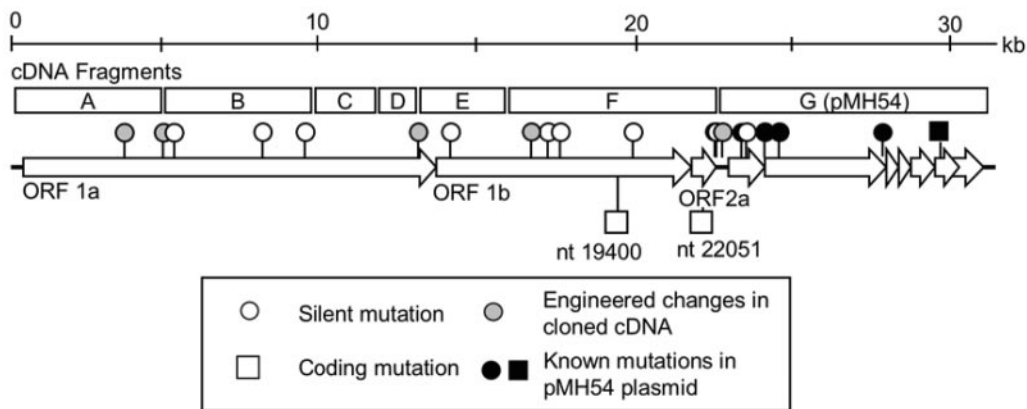 0 10 20 30
kb
cDNA Fragments
A B C D E F G (pMH54)
ORF 1a ORF 1b ORF2a
nt 19400 nt 22051
Silent mutation
Engineered changes in
cloned cDNA
Coding mutation
Known mutations in
pMH54 plasmid